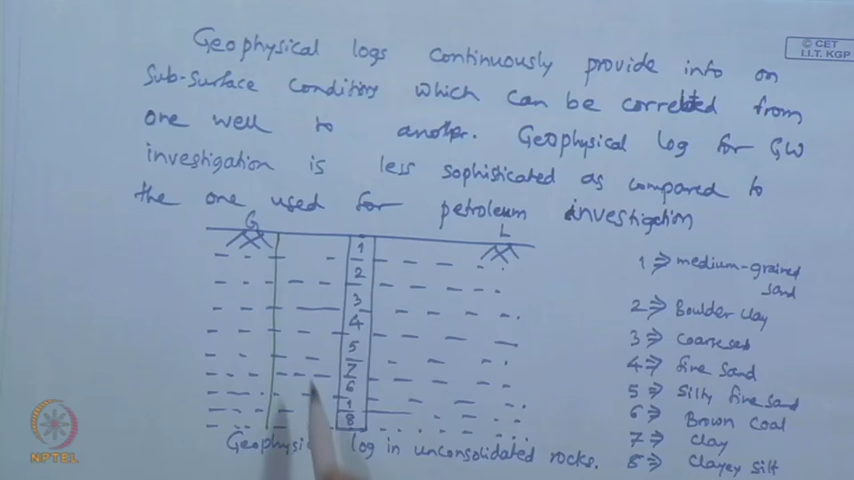 © CET
I.I.T. KGP
Geophysical logs continuously provide info on
Sub-surface condition which can be correlated from
one well to another. Geophysical log for GW
investigation is less sophisticated as compared to
the one used for petroleum investigation
G L
1
2
3
4
5
7
6
1
8
1 ⇒ medium-grained
sand
2 ⇒ Boulder clay
3 ⇒ coarse
4 ⇒ fine sand
5 ⇒ Silty fine sand
6 ⇒ Brown coal
7 ⇒ clay
8 ⇒ Clayey silt
log in unconsolidated rocks.
NPTEL